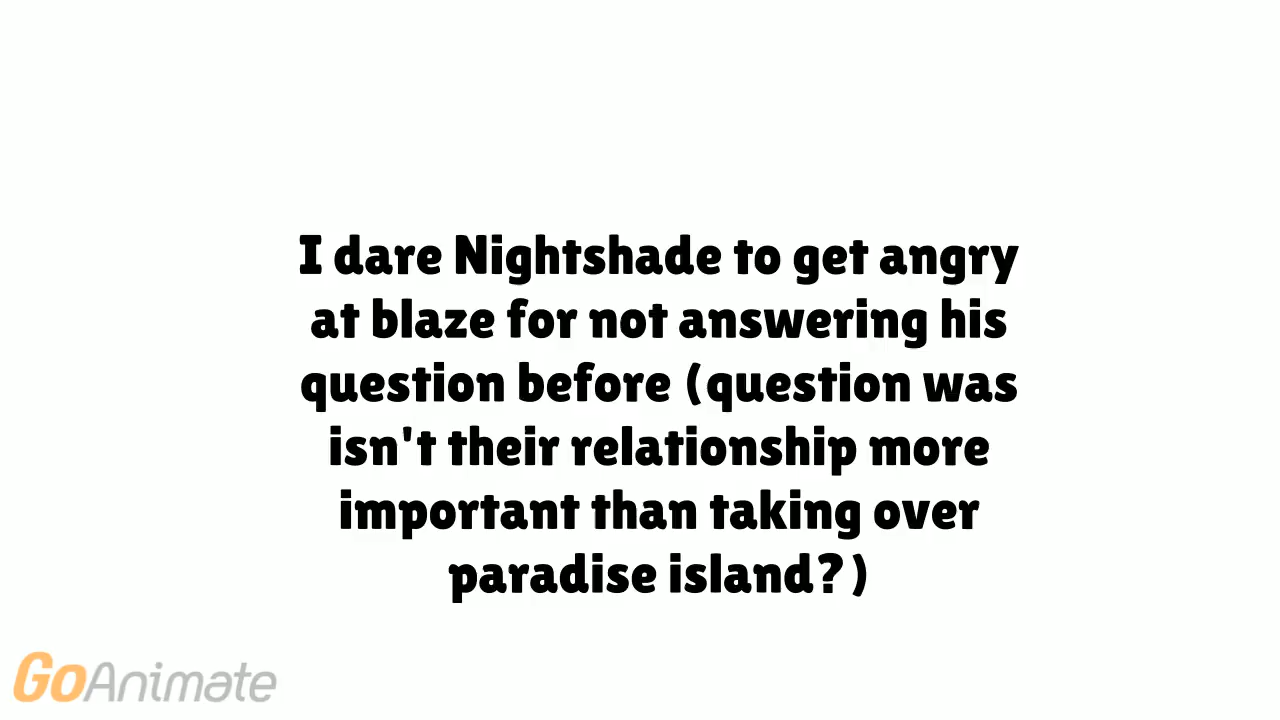 I dare Nightshade to get angry
at blaze for not answering his
question before (question was
isn't their relationship more
important than taking over
paradise island?)
GoAnimate